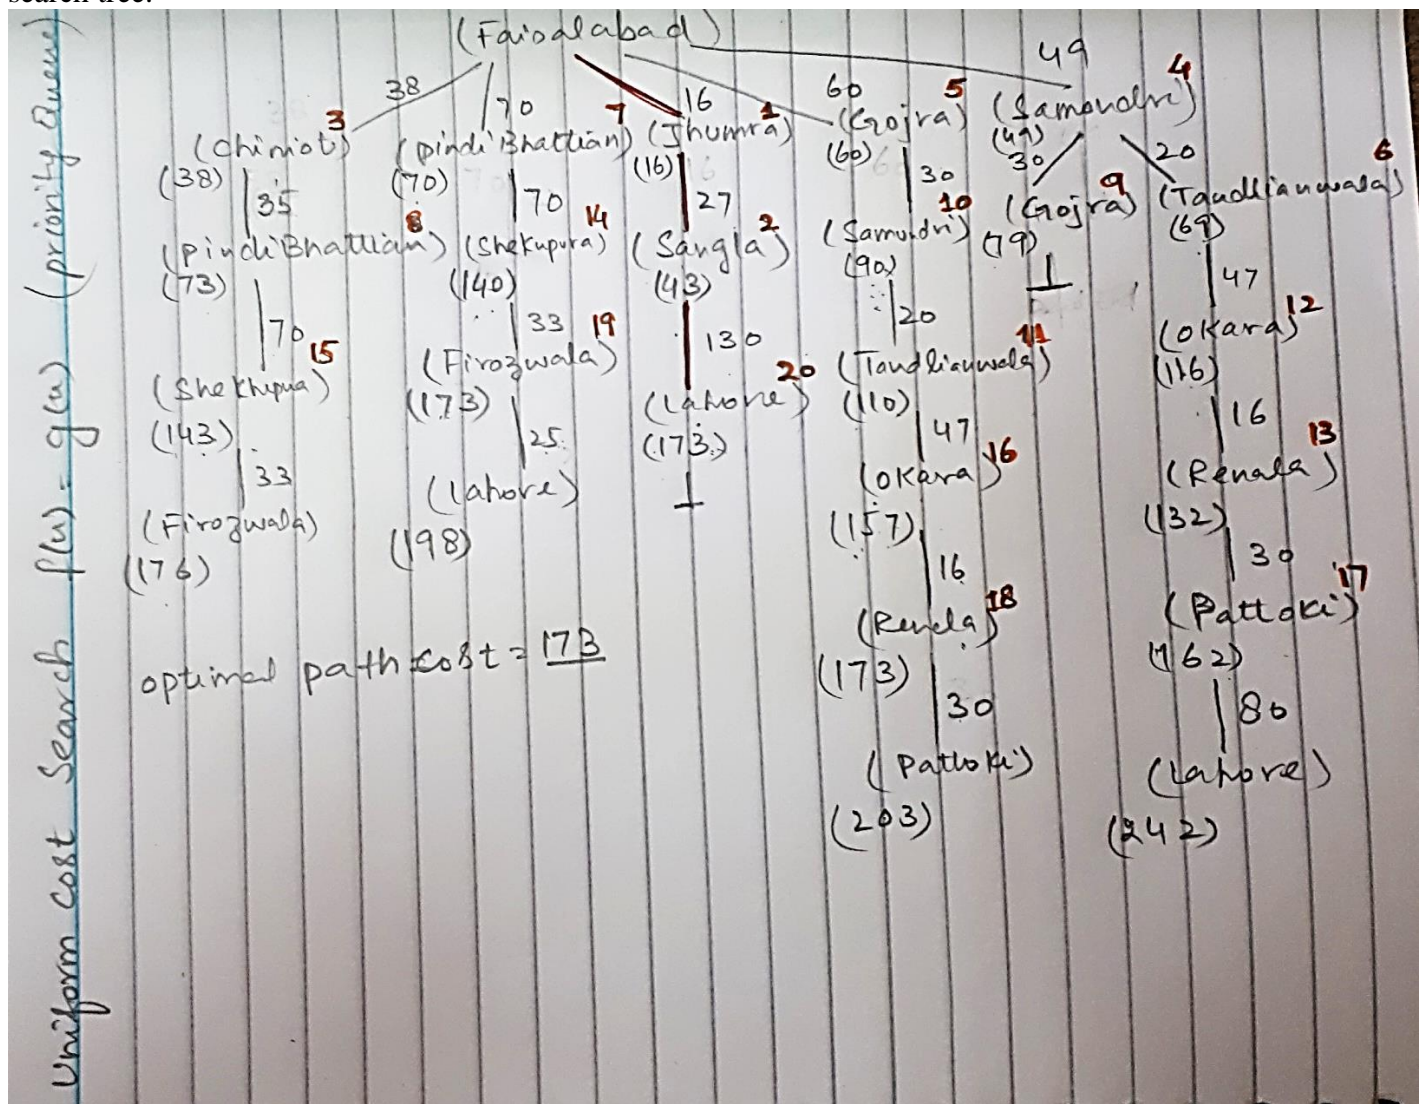 search tree.
Uniform cost Search f(n) = g(n) (priority Queue)
(Faisalabad)
38 70 16 60 49
(Chiniot) 3 (pindi Bhattian) 7 (Jhumra) 1 (Gojra) 5 (Samundri) 4
(38) (70) (16) (60) (49)
35 70 27 30 30 20
(pindi Bhattian) 8 (Shekupura) 14 (Sangla) 2 (Samundri) 10 (Gojra) 9 (Taudlianwala) 6
(73) (140) (43) (90) (79) (69)
70 33 130 20 47
(Shekhupua) 15 (Firozwala) 19 (Lahore) 20 (Taudlianwala) 11 (Okara) 12
(143) (173) (173) (110) (116)
33 25 47 16
(Firozwala) (Lahore) (Okara) 16 (Renala) 13
(176) (198) (157) (132)
16 30
(Renela) 18 (Pattoki) 17
optimal path cost = 173
(173) (162)
30 80
(Pattoki) (Lahore)
(203) (242)